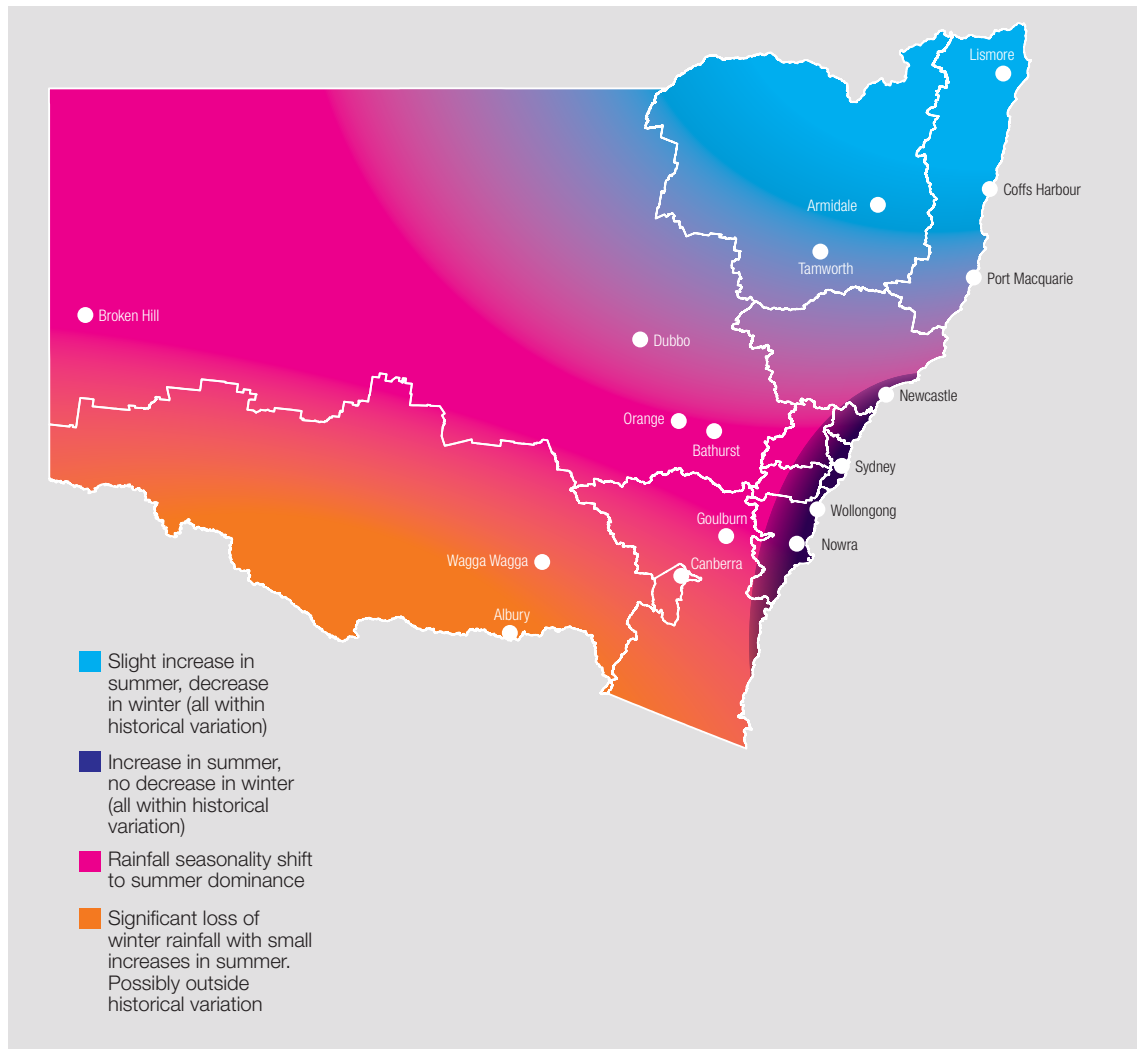 Lismore
Coffs Harbour
Armidale
Tamworth
Port Macquarie
Broken Hill
Dubbo
Newcastle
Orange
Bathurst
Sydney
Wollongong
Goulburn
Nowra
Wagga Wagga
Canberra
Albury
Slight increase in
summer, decrease
in winter (all within
historical variation)
Increase in summer,
no decrease in winter
(all within historical
variation)
Rainfall seasonality shift
to summer dominance
Significant loss of
winter rainfall with small
increases in summer.
Possibly outside
historical variation